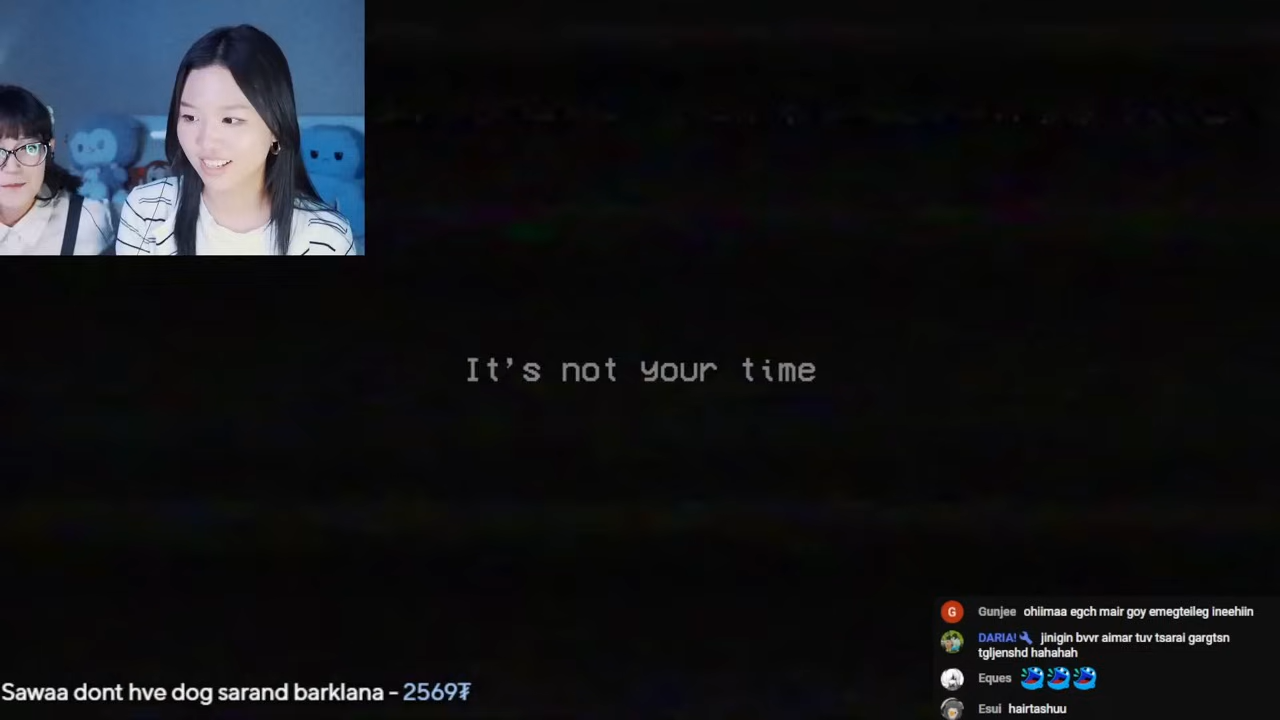 It's not your time
G Gunjee ohiimaa egch mair goy emegteileg ineehiin
DARIA! jinigin bvvr aimar tuv tsarai gargtsn
tgljenshd hahahah
Eques
Esui hairtashuu
Sawaa dont hve dog sarand barklana - 2569₮